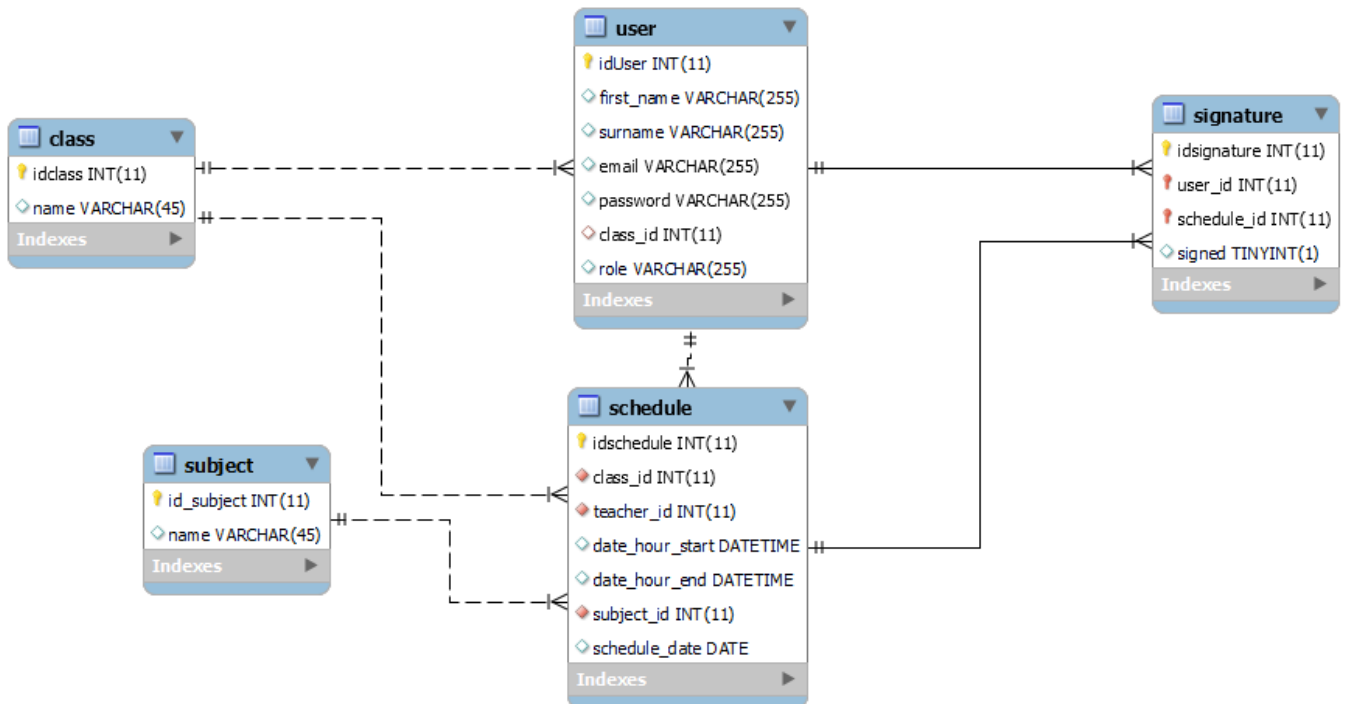 user
idUser INT(11)
first_name VARCHAR(255)
surname VARCHAR(255)
email VARCHAR(255)
password VARCHAR(255)
class_id INT(11)
role VARCHAR(255)
Indexes
class
idclass INT(11)
name VARCHAR(45)
Indexes
signature
idsignature INT(11)
user_id INT(11)
schedule_id INT(11)
signed TINYINT(1)
Indexes
schedule
idschedule INT(11)
class_id INT(11)
teacher_id INT(11)
date_hour_start DATETIME
date_hour_end DATETIME
subject_id INT(11)
schedule_date DATE
Indexes
subject
id_subject INT(11)
name VARCHAR(45)
Indexes